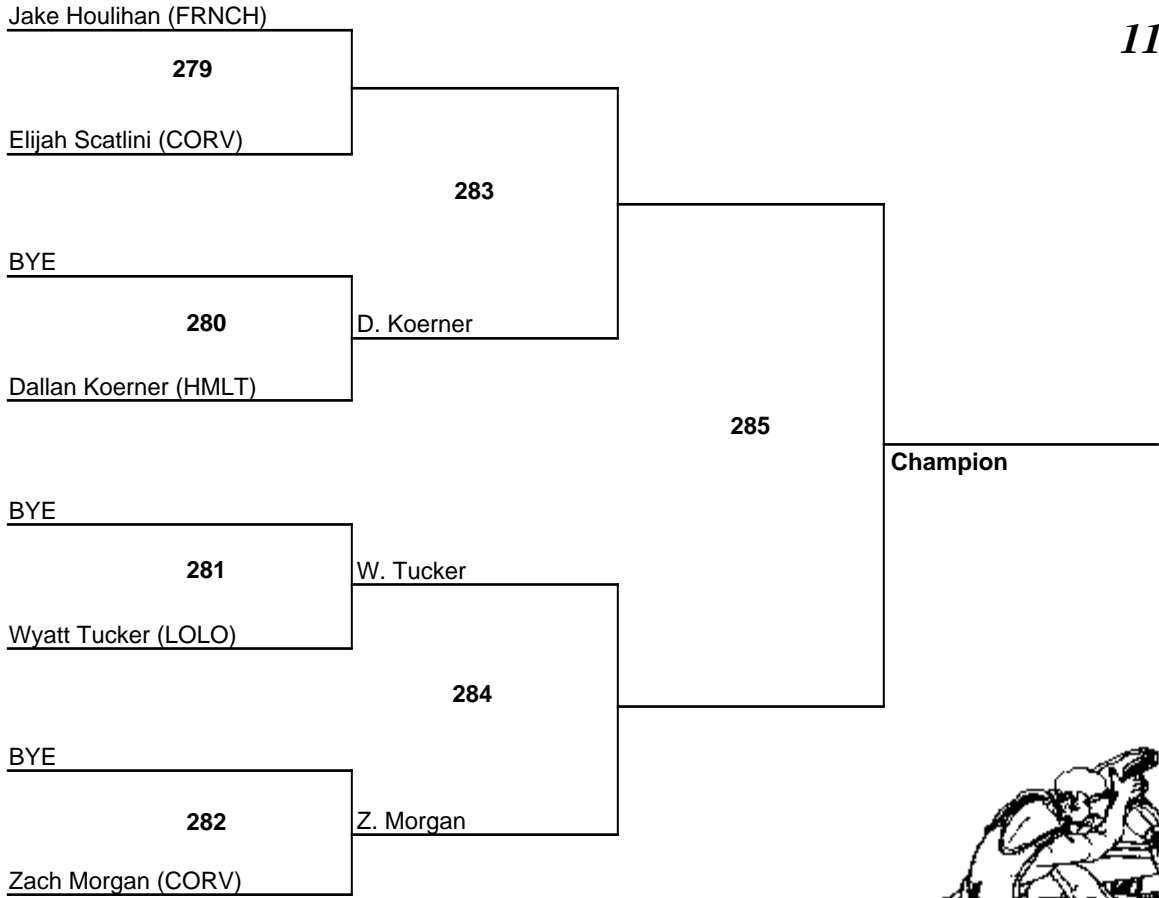 Jake Houlihan (FRNCH)
11
279
Elijah Scatlini (CORV)
283
BYE
280
D. Koerner
Dallan Koerner (HMLT)
285
Champion
BYE
281
W. Tucker
Wyatt Tucker (LOLO)
284
BYE
282
Z. Morgan
Zach Morgan (CORV)